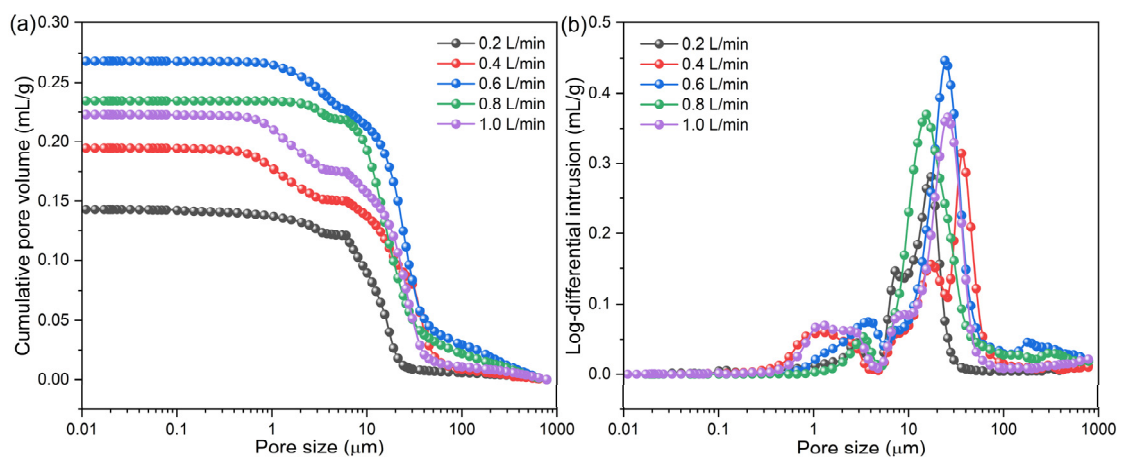 (a)
0.30
0.25
0.20
0.15
0.10
0.05
0.00
Cumulative pore volume (mL/g)
0.2 L/min
0.4 L/min
0.6 L/min
0.8 L/min
1.0 L/min
0.01 0.1 1 10 100 1000
Pore size (μm)
(b)
0.5
0.4
0.3
0.2
0.1
0.0
Log-differential intrusion (mL/g)
0.2 L/min
0.4 L/min
0.6 L/min
0.8 L/min
1.0 L/min
0.01 0.1 1 10 100 1000
Pore size (μm)